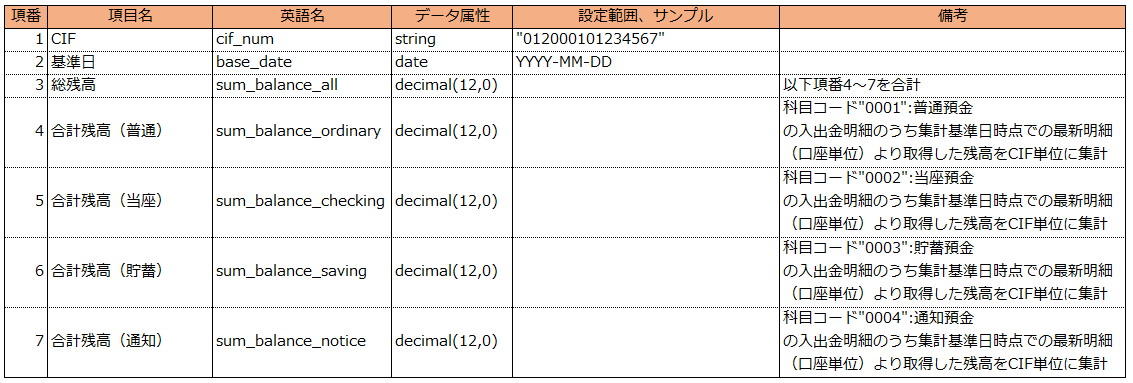 項番 項目名 英語名 データ属性 設定範囲、サンプル 備考
1 CIF cif_num string "012000101234567"
2 基準日 base_date date YYYY-MM-DD
3 総残高 sum_balance_all decimal(12,0) 以下項番4～7を合計
4 合計残高（普通） sum_balance_ordinary decimal(12,0) 科目コード"0001":普通預金
の入出金明細のうち集計基準日時点での最新明細
（口座単位）より取得した残高をCIF単位に集計
5 合計残高（当座） sum_balance_checking decimal(12,0) 科目コード"0002":当座預金
の入出金明細のうち集計基準日時点での最新明細
（口座単位）より取得した残高をCIF単位に集計
6 合計残高（貯蓄） sum_balance_saving decimal(12,0) 科目コード"0003":貯蓄預金
の入出金明細のうち集計基準日時点での最新明細
（口座単位）より取得した残高をCIF単位に集計
7 合計残高（通知） sum_balance_notice decimal(12,0) 科目コード"0004":通知預金
の入出金明細のうち集計基準日時点での最新明細
（口座単位）より取得した残高をCIF単位に集計